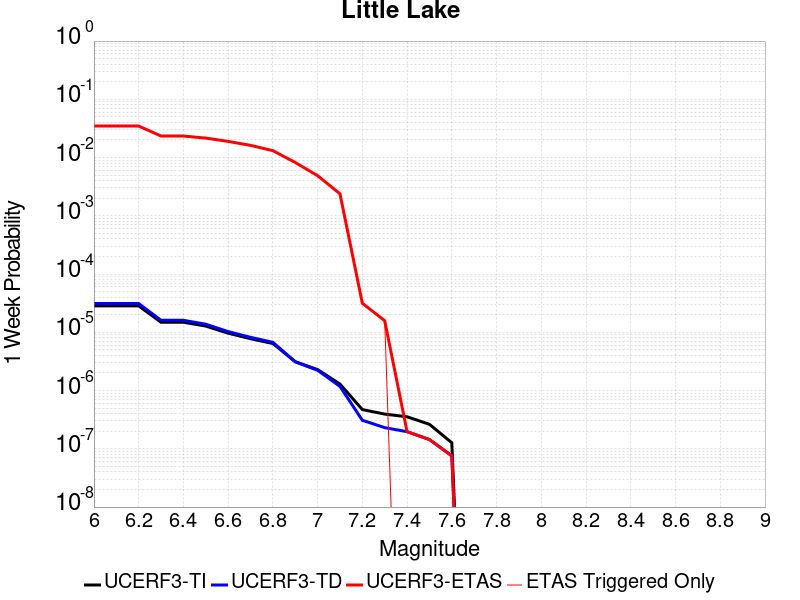 Little Lake
1 Week Probability
10^0
10^-1
10^-2
10^-3
10^-4
10^-5
10^-6
10^-7
10^-8
6 6.2 6.4 6.6 6.8 7 7.2 7.4 7.6 7.8 8 8.2 8.4 8.6 8.8 9
Magnitude
UCERF3-TI UCERF3-TD UCERF3-ETAS ETAS Triggered Only